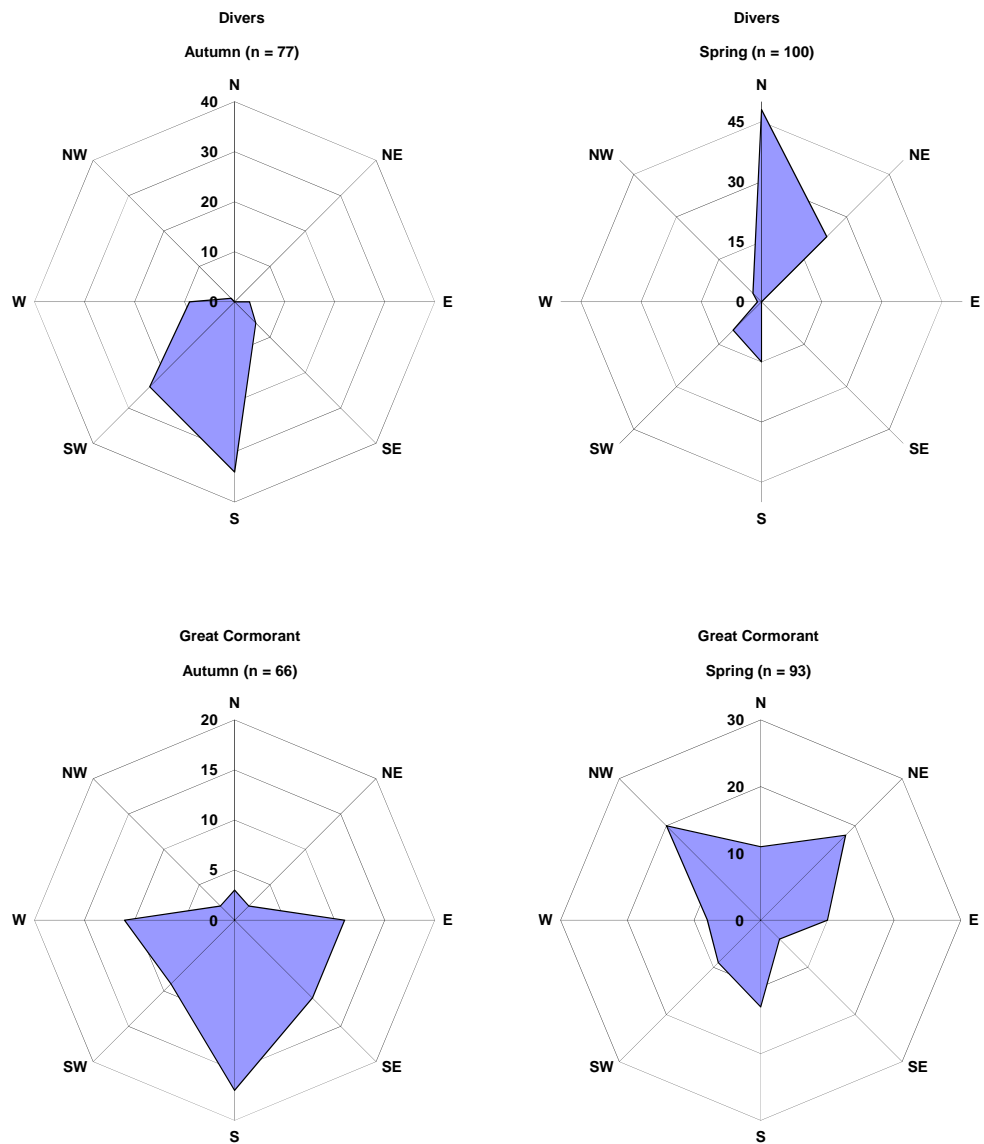 Divers
Autumn (n = 77)
N
40
30
20
10
0
NW
NE
W
E
SW
SE
S
Divers
Spring (n = 100)
N
45
30
15
0
NW
NE
W
E
SW
SE
S
Great Cormorant
Autumn (n = 66)
N
20
15
10
5
0
NW
NE
W
E
SW
SE
S
Great Cormorant
Spring (n = 93)
N
30
20
10
0
NW
NE
W
E
SW
SE
S